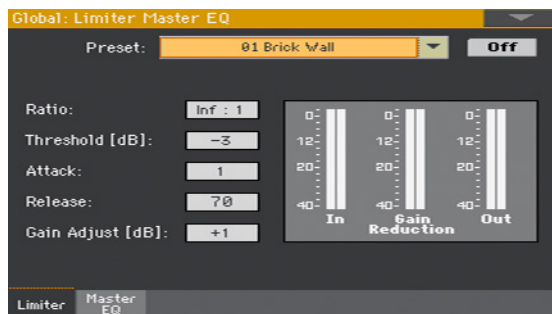 Global: Limiter Master EQ
Preset: 01 Brick Wall Off
Ratio: Inf : 1
Threshold [dB]: -3
Attack: 1
Release: 70
Gain Adjust [dB]: +1
0 0 0
12 12 12
20 20 20
40 40 40
In Gain Reduction Out
Limiter Master EQ